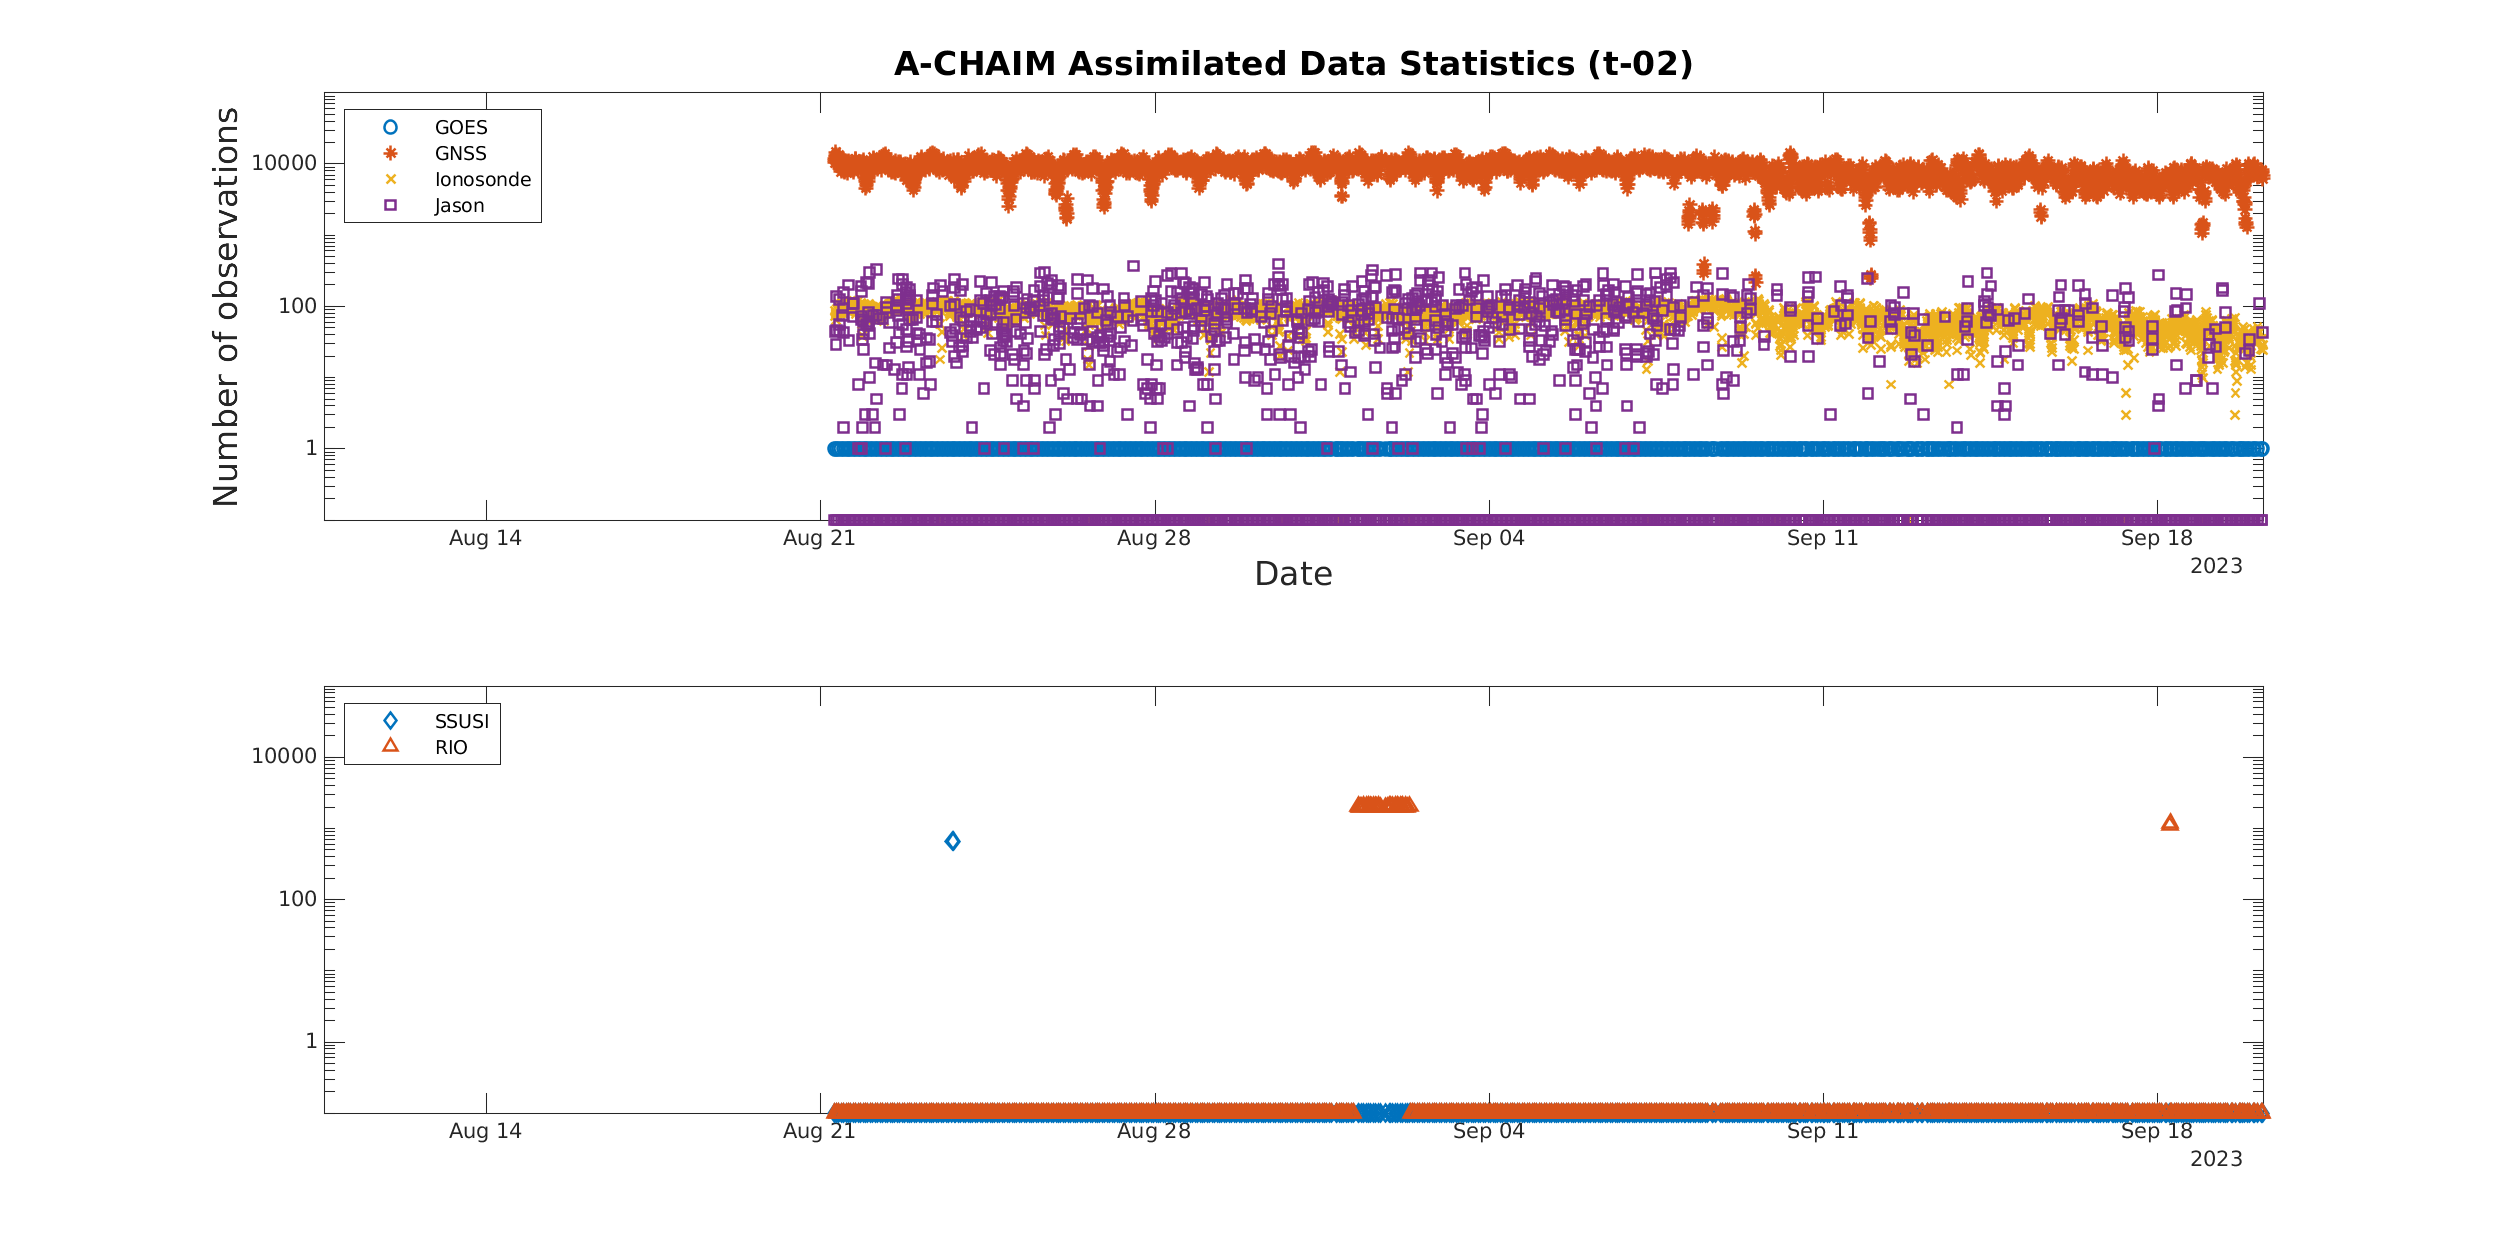 A-CHAIM Assimilated Data Statistics (t-02)
Number of observations
10000
100
1
GOES
GNSS
Ionosonde
Jason
Aug 14
Aug 21
Aug 28
Sep 04
Sep 11
Sep 18
2023
Date
10000
100
1
SSUSI
RIO
Aug 14
Aug 21
Aug 28
Sep 04
Sep 11
Sep 18
2023